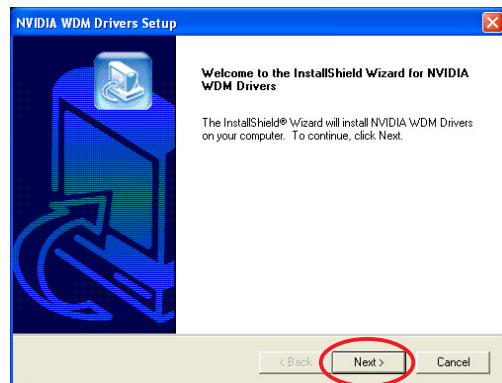 NVIDIA WDM Drivers Setup
Welcome to the InstallShield Wizard for NVIDIA
WDM Drivers
The InstallShield® Wizard will install NVIDIA WDM Drivers
on your computer. To continue, click Next.
< Back
Next >
Cancel